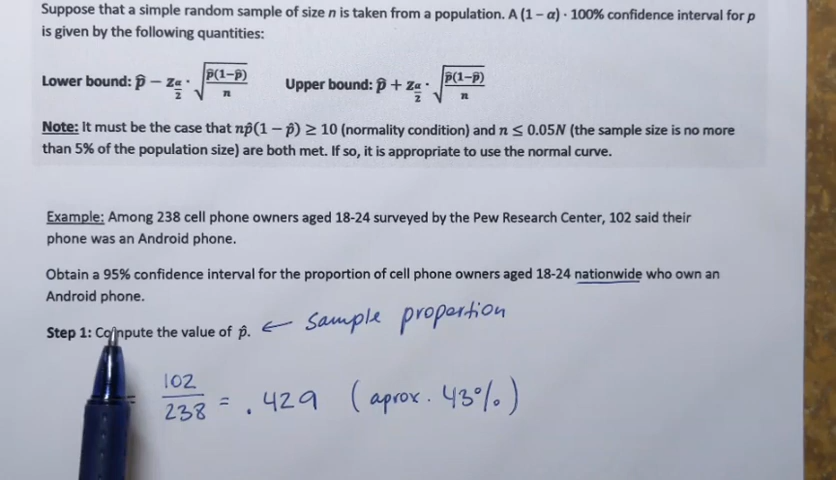 Suppose that a simple random sample of size n is taken from a population. A (1 – α) · 100% confidence interval for p
is given by the following quantities:
Lower bound: p̂ − z_{α/2} · √(p̂(1−p̂)/n) Upper bound: p̂ + z_{α/2} · √(p̂(1−p̂)/n)
Note: It must be the case that np̂(1 − p̂) ≥ 10 (normality condition) and n ≤ 0.05N (the sample size is no more
than 5% of the population size) are both met. If so, it is appropriate to use the normal curve.
Example: Among 238 cell phone owners aged 18-24 surveyed by the Pew Research Center, 102 said their
phone was an Android phone.
Obtain a 95% confidence interval for the proportion of cell phone owners aged 18-24 nationwide who own an
Android phone.
Step 1: Compute the value of p̂. ← sample proportion
= 102/238 = .429 (aprox. 43%)